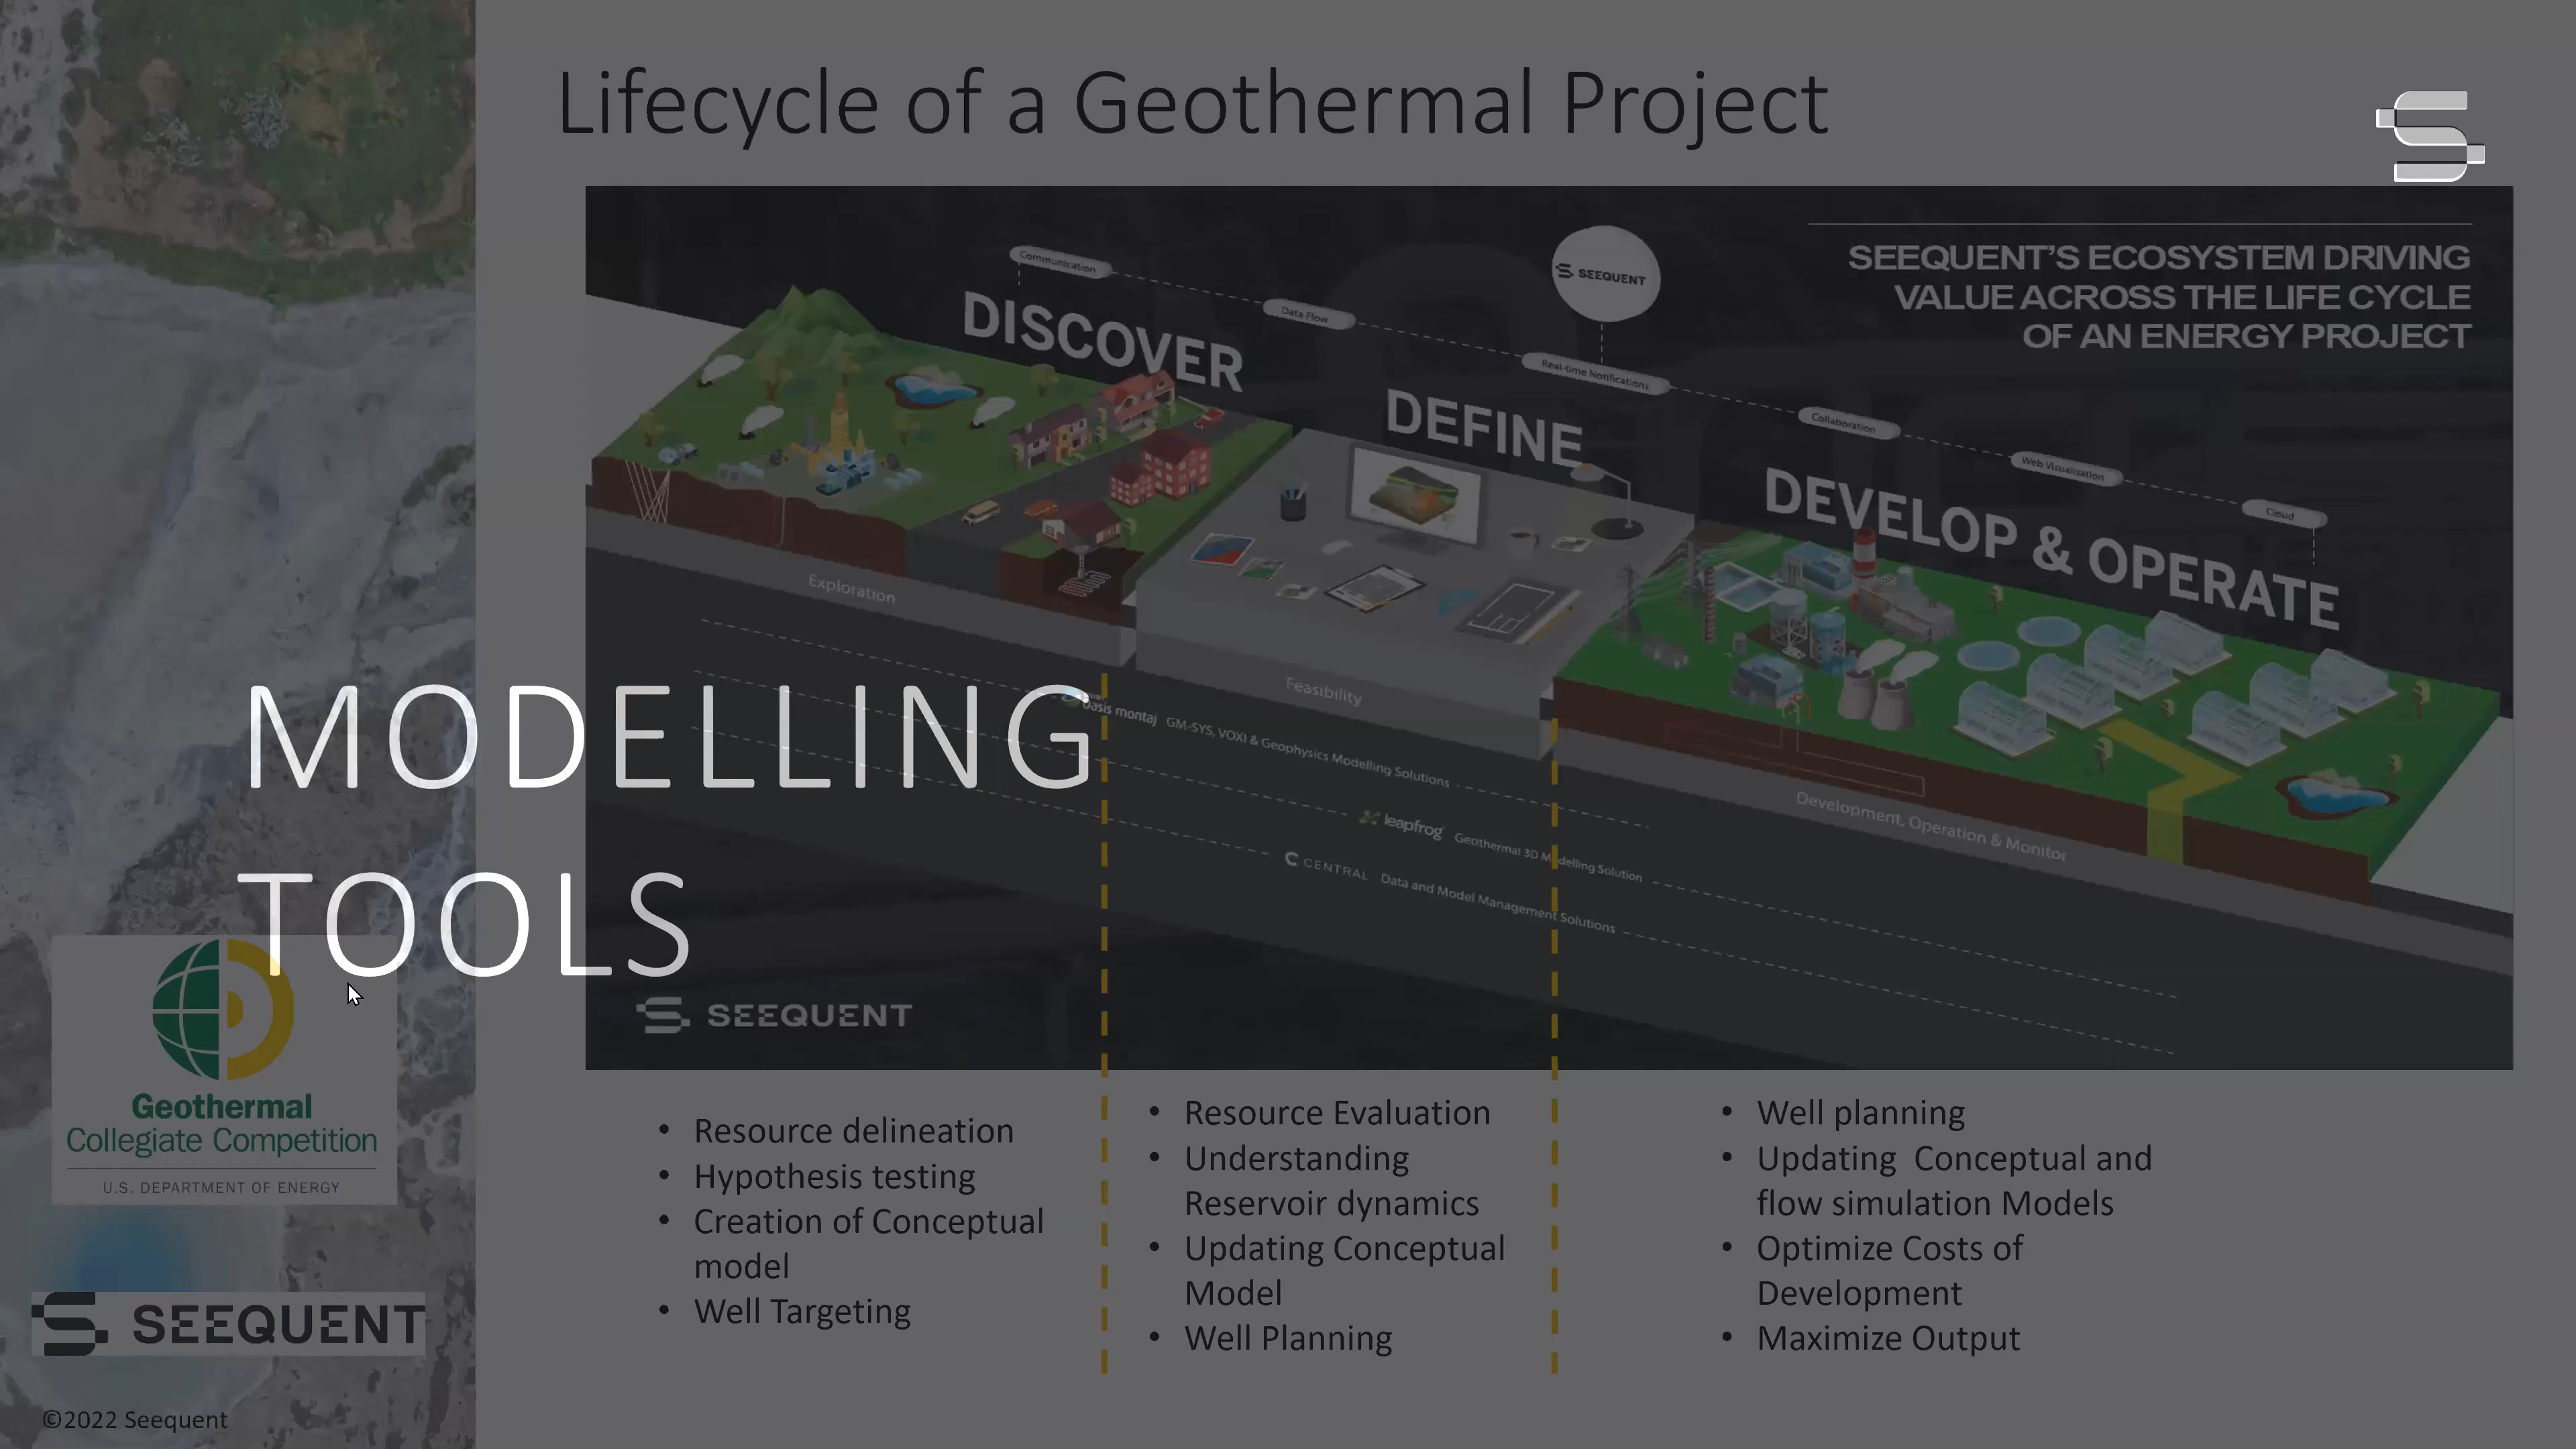 Lifecycle of a Geothermal Project
SEEQUENT'S ECOSYSTEM DRIVING
VALUE ACROSS THE LIFE CYCLE
OF AN ENERGY PROJECT
Communication
Data Flow
SEEQUENT
Real-time Notifications
Collaboration
Web Visualisation
Cloud
DISCOVER
DEFINE
DEVELOP & OPERATE
Exploration
Feasibility
Development, Operation & Monitor
oasis montaj GM-SYS, VOXI & Geophysics Modelling Solutions
leapfrog Geothermal 3D Modelling Solution
CENTRAL Data and Model Management Solutions
MODELLING
TOOLS
SEEQUENT
• Resource delineation
• Hypothesis testing
• Creation of Conceptual
model
• Well Targeting
• Resource Evaluation
• Understanding
Reservoir dynamics
• Updating Conceptual
Model
• Well Planning
• Well planning
• Updating Conceptual and
flow simulation Models
• Optimize Costs of
Development
• Maximize Output
Geothermal
Collegiate Competition
U.S. DEPARTMENT OF ENERGY
SEEQUENT
©2022 Seequent